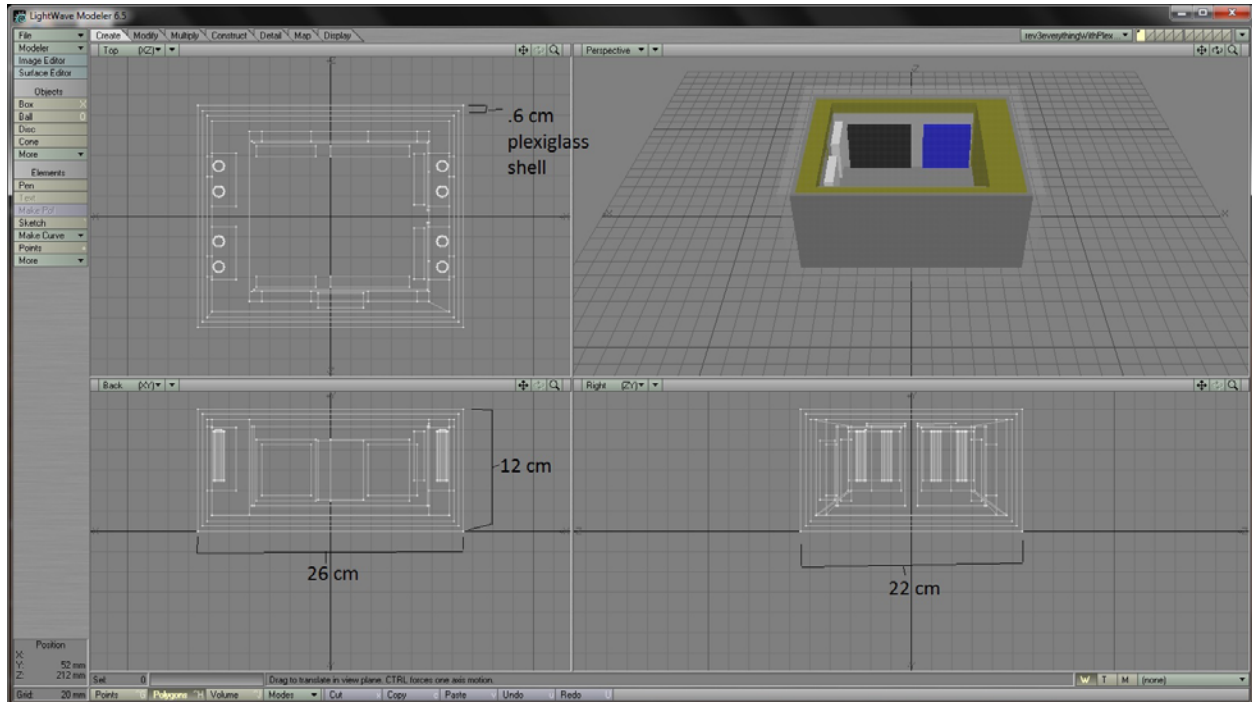 LightWave Modeler 6.5
File
Modeler
Image Editor
Surface Editor
Objects
Box X
Ball O
Disc
Cone
More
Elements
Pen
Text
Make Pol
Sketch
Make Curve
Points +
More
Create Modify Multiply Construct Detail Map Display
rev3everythingWithPlex...
Top (XZ)
Perspective
.6 cm
plexiglass
shell
Z
X
Back (XY)
Right (ZY)
12 cm
26 cm
22 cm
Position
X:
Y: 52 mm
Z: 212 mm
Grid: 20 mm
Sel: 0
Drag to translate in view plane. CTRL forces one axis motion.
W T M (none)
Points ^G Polygons ^H Volume ^J Modes Cut Copy Paste Undo Redo